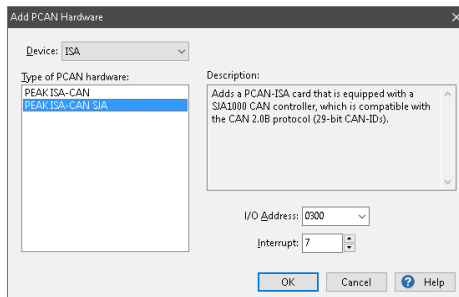 Add PCAN Hardware
Device: ISA
Type of PCAN hardware:
PEAK ISA-CAN
PEAK ISA-CAN SJA
Description:
Adds a PCAN-ISA card that is equipped with a
SJA1000 CAN controller, which is compatible with
the CAN 2.0B protocol (29-bit CAN-IDs).
I/O Address: 0300
Interrupt: 7
OK Cancel Help